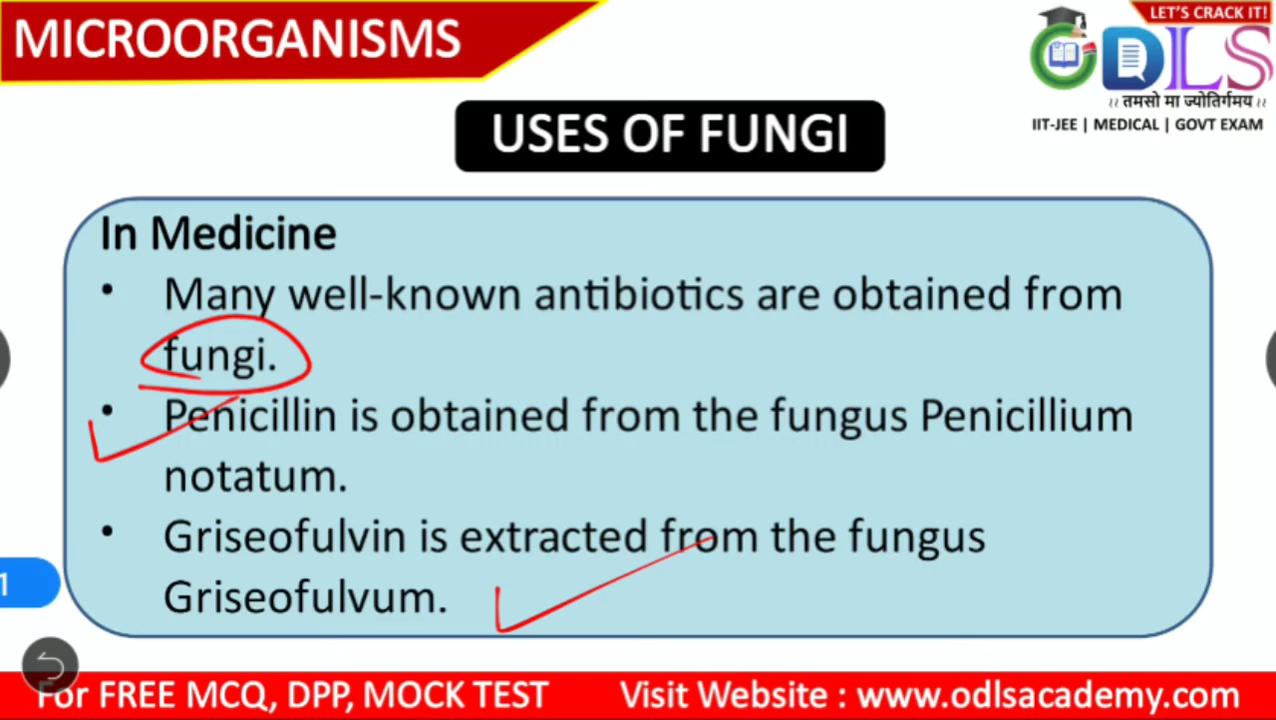 MICROORGANISMS
LET'S CRACK IT!
DLS
।। तमसो मा ज्योतिर्गमय ।।
IIT-JEE | MEDICAL | GOVT EXAM
USES OF FUNGI
In Medicine
• Many well-known antibiotics are obtained from
fungi.
• Penicillin is obtained from the fungus Penicillium
notatum.
• Griseofulvin is extracted from the fungus
Griseofulvum.
1
For FREE MCQ, DPP, MOCK TEST Visit Website : www.odlsacademy.com